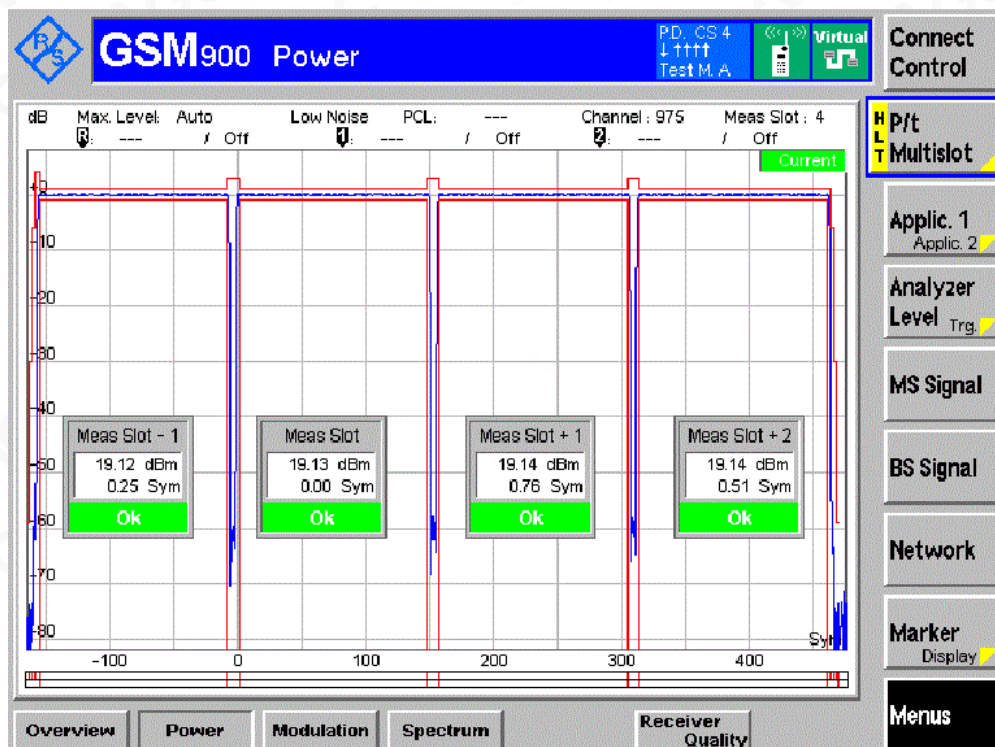 R/S
GSM900 Power
P.D. CS 4
↓ ↑↑↑↑
Test M. A
Virtual
Connect Control
dB Max. Level: Auto Low Noise PCL: --- Channel : 975 Meas Slot : 4
R: --- / Off 1: --- / Off 2: --- / Off
Current
HLT
P/t Multislot
Applic. 1
Applic. 2
Analyzer Level
Trg.
MS Signal
BS Signal
Network
Marker
Display
Menus
+0
-10
-20
-30
-40
-50
-60
-70
-80
Meas Slot - 1
19.12 dBm
0.25 Sym
Ok
Meas Slot
19.13 dBm
0.00 Sym
Ok
Meas Slot + 1
19.14 dBm
0.76 Sym
Ok
Meas Slot + 2
19.14 dBm
0.51 Sym
Ok
Sym
-100 0 100 200 300 400
Overview Power Modulation Spectrum Receiver Quality